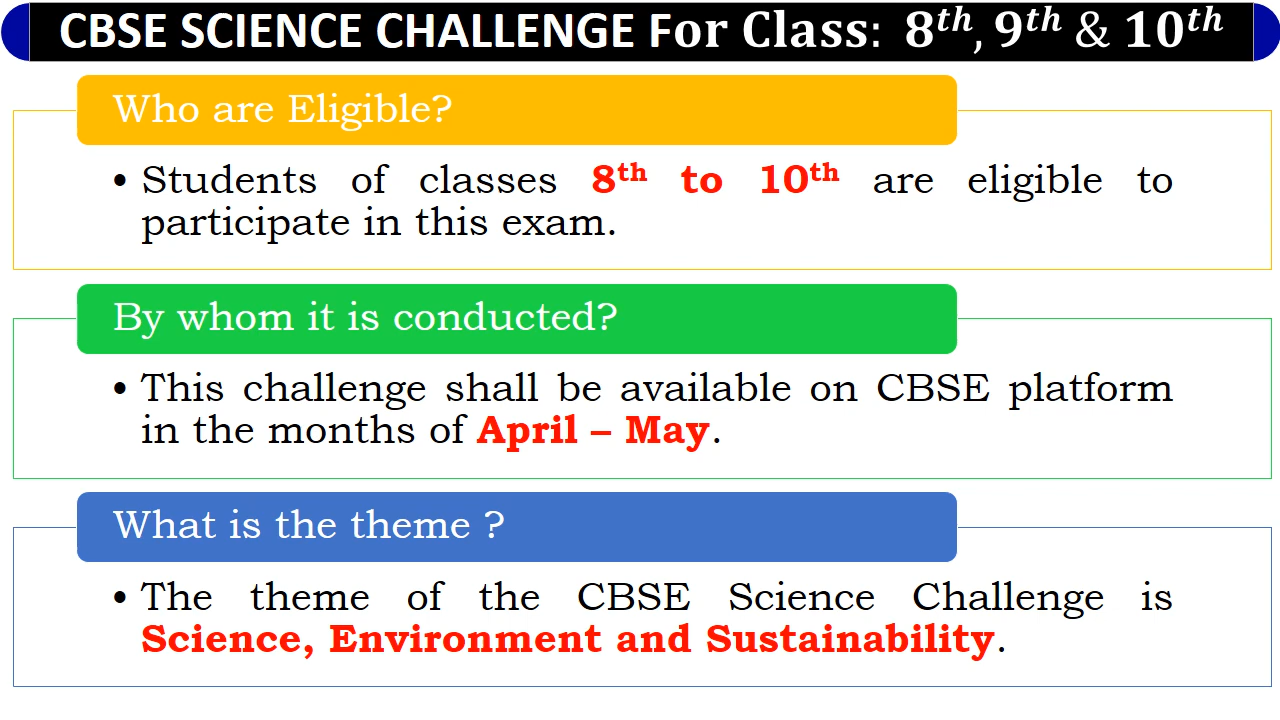 CBSE SCIENCE CHALLENGE For Class: 8th, 9th & 10th
Who are Eligible?
• Students of classes 8th to 10th are eligible to
participate in this exam.
By whom it is conducted?
• This challenge shall be available on CBSE platform
in the months of April – May.
What is the theme ?
• The theme of the CBSE Science Challenge is
Science, Environment and Sustainability.